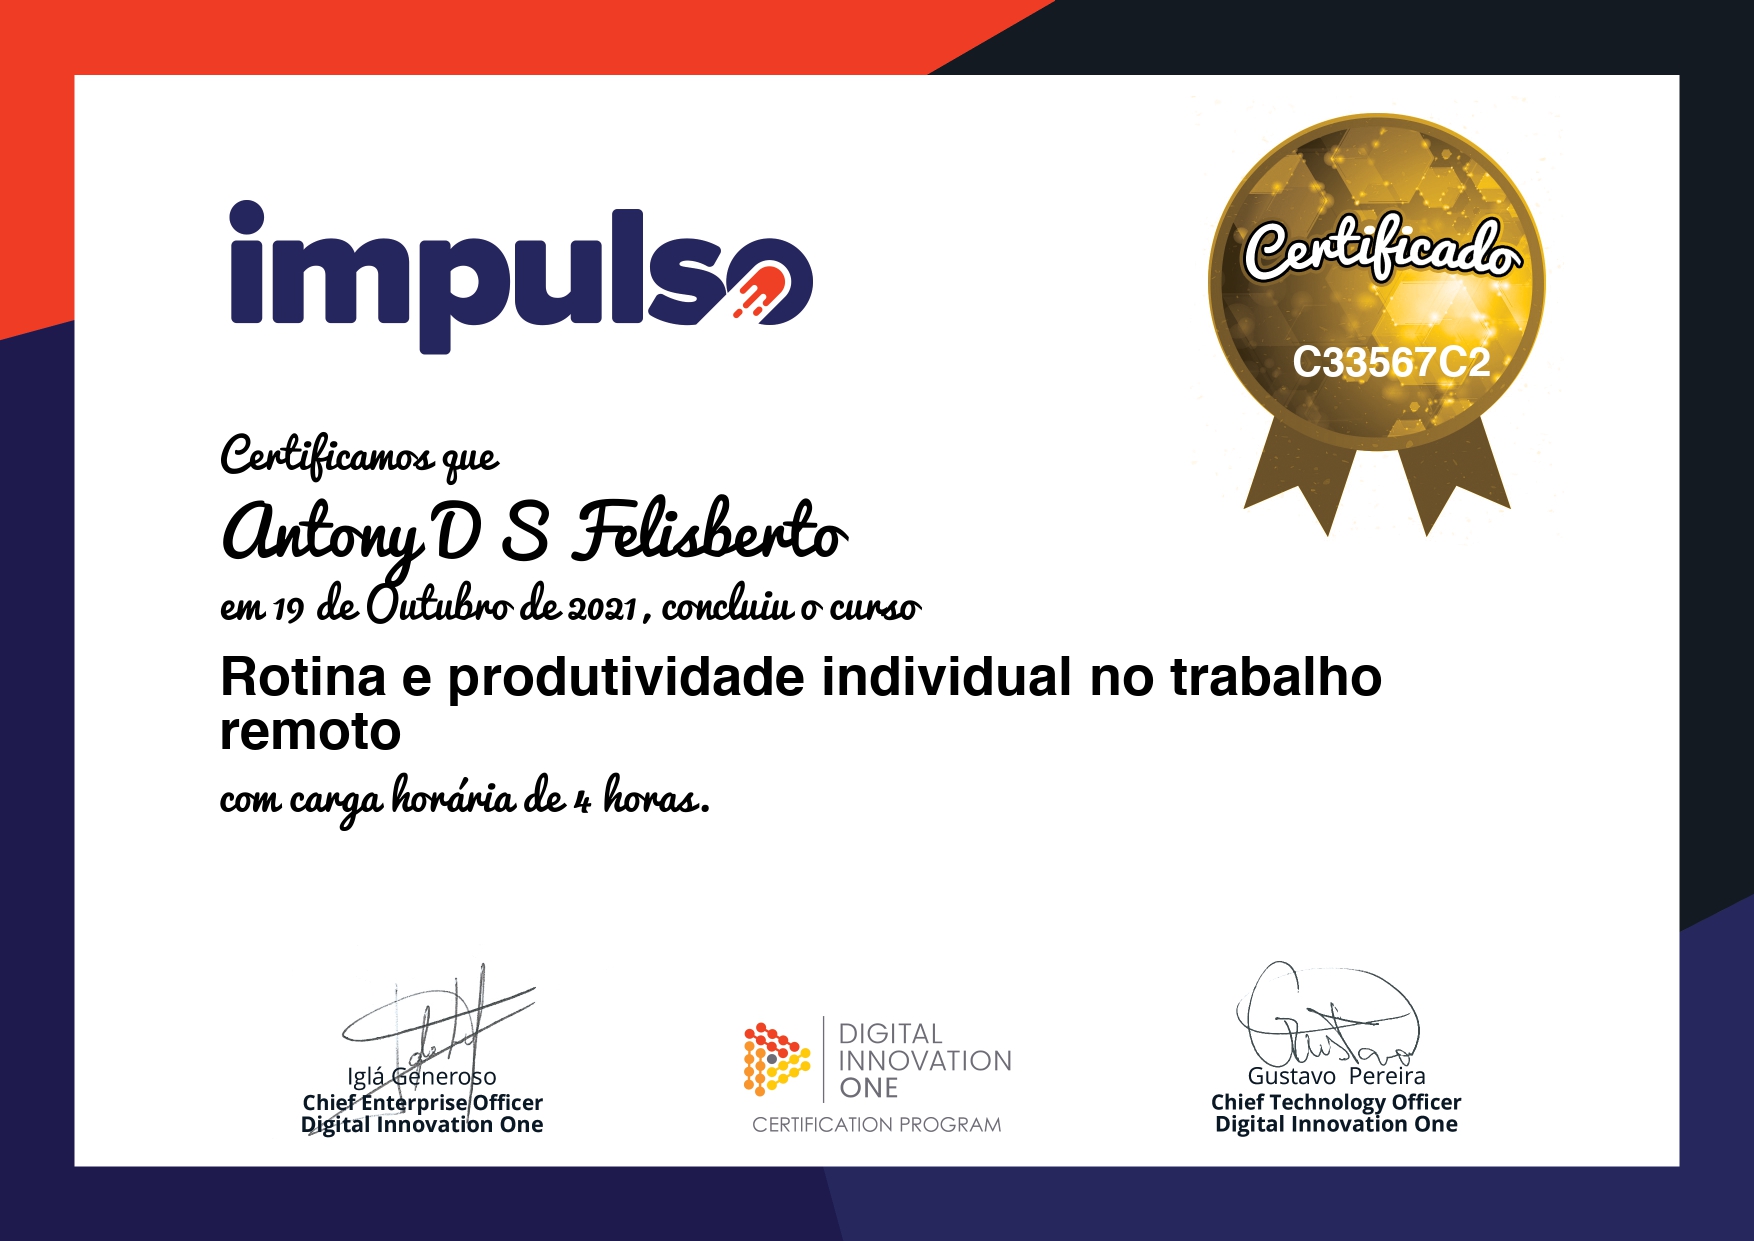 impulso
Certificado
C33567C2
Certificamos que
Antony D S Felisberto
em 19 de Outubro de 2021, concluiu o curso
Rotina e produtividade individual no trabalho
remoto
com carga horária de 4 horas.
Iglá Generoso
Chief Enterprise Officer
Digital Innovation One
DIGITAL
INNOVATION
ONE
CERTIFICATION PROGRAM
Gustavo
Gustavo Pereira
Chief Technology Officer
Digital Innovation One